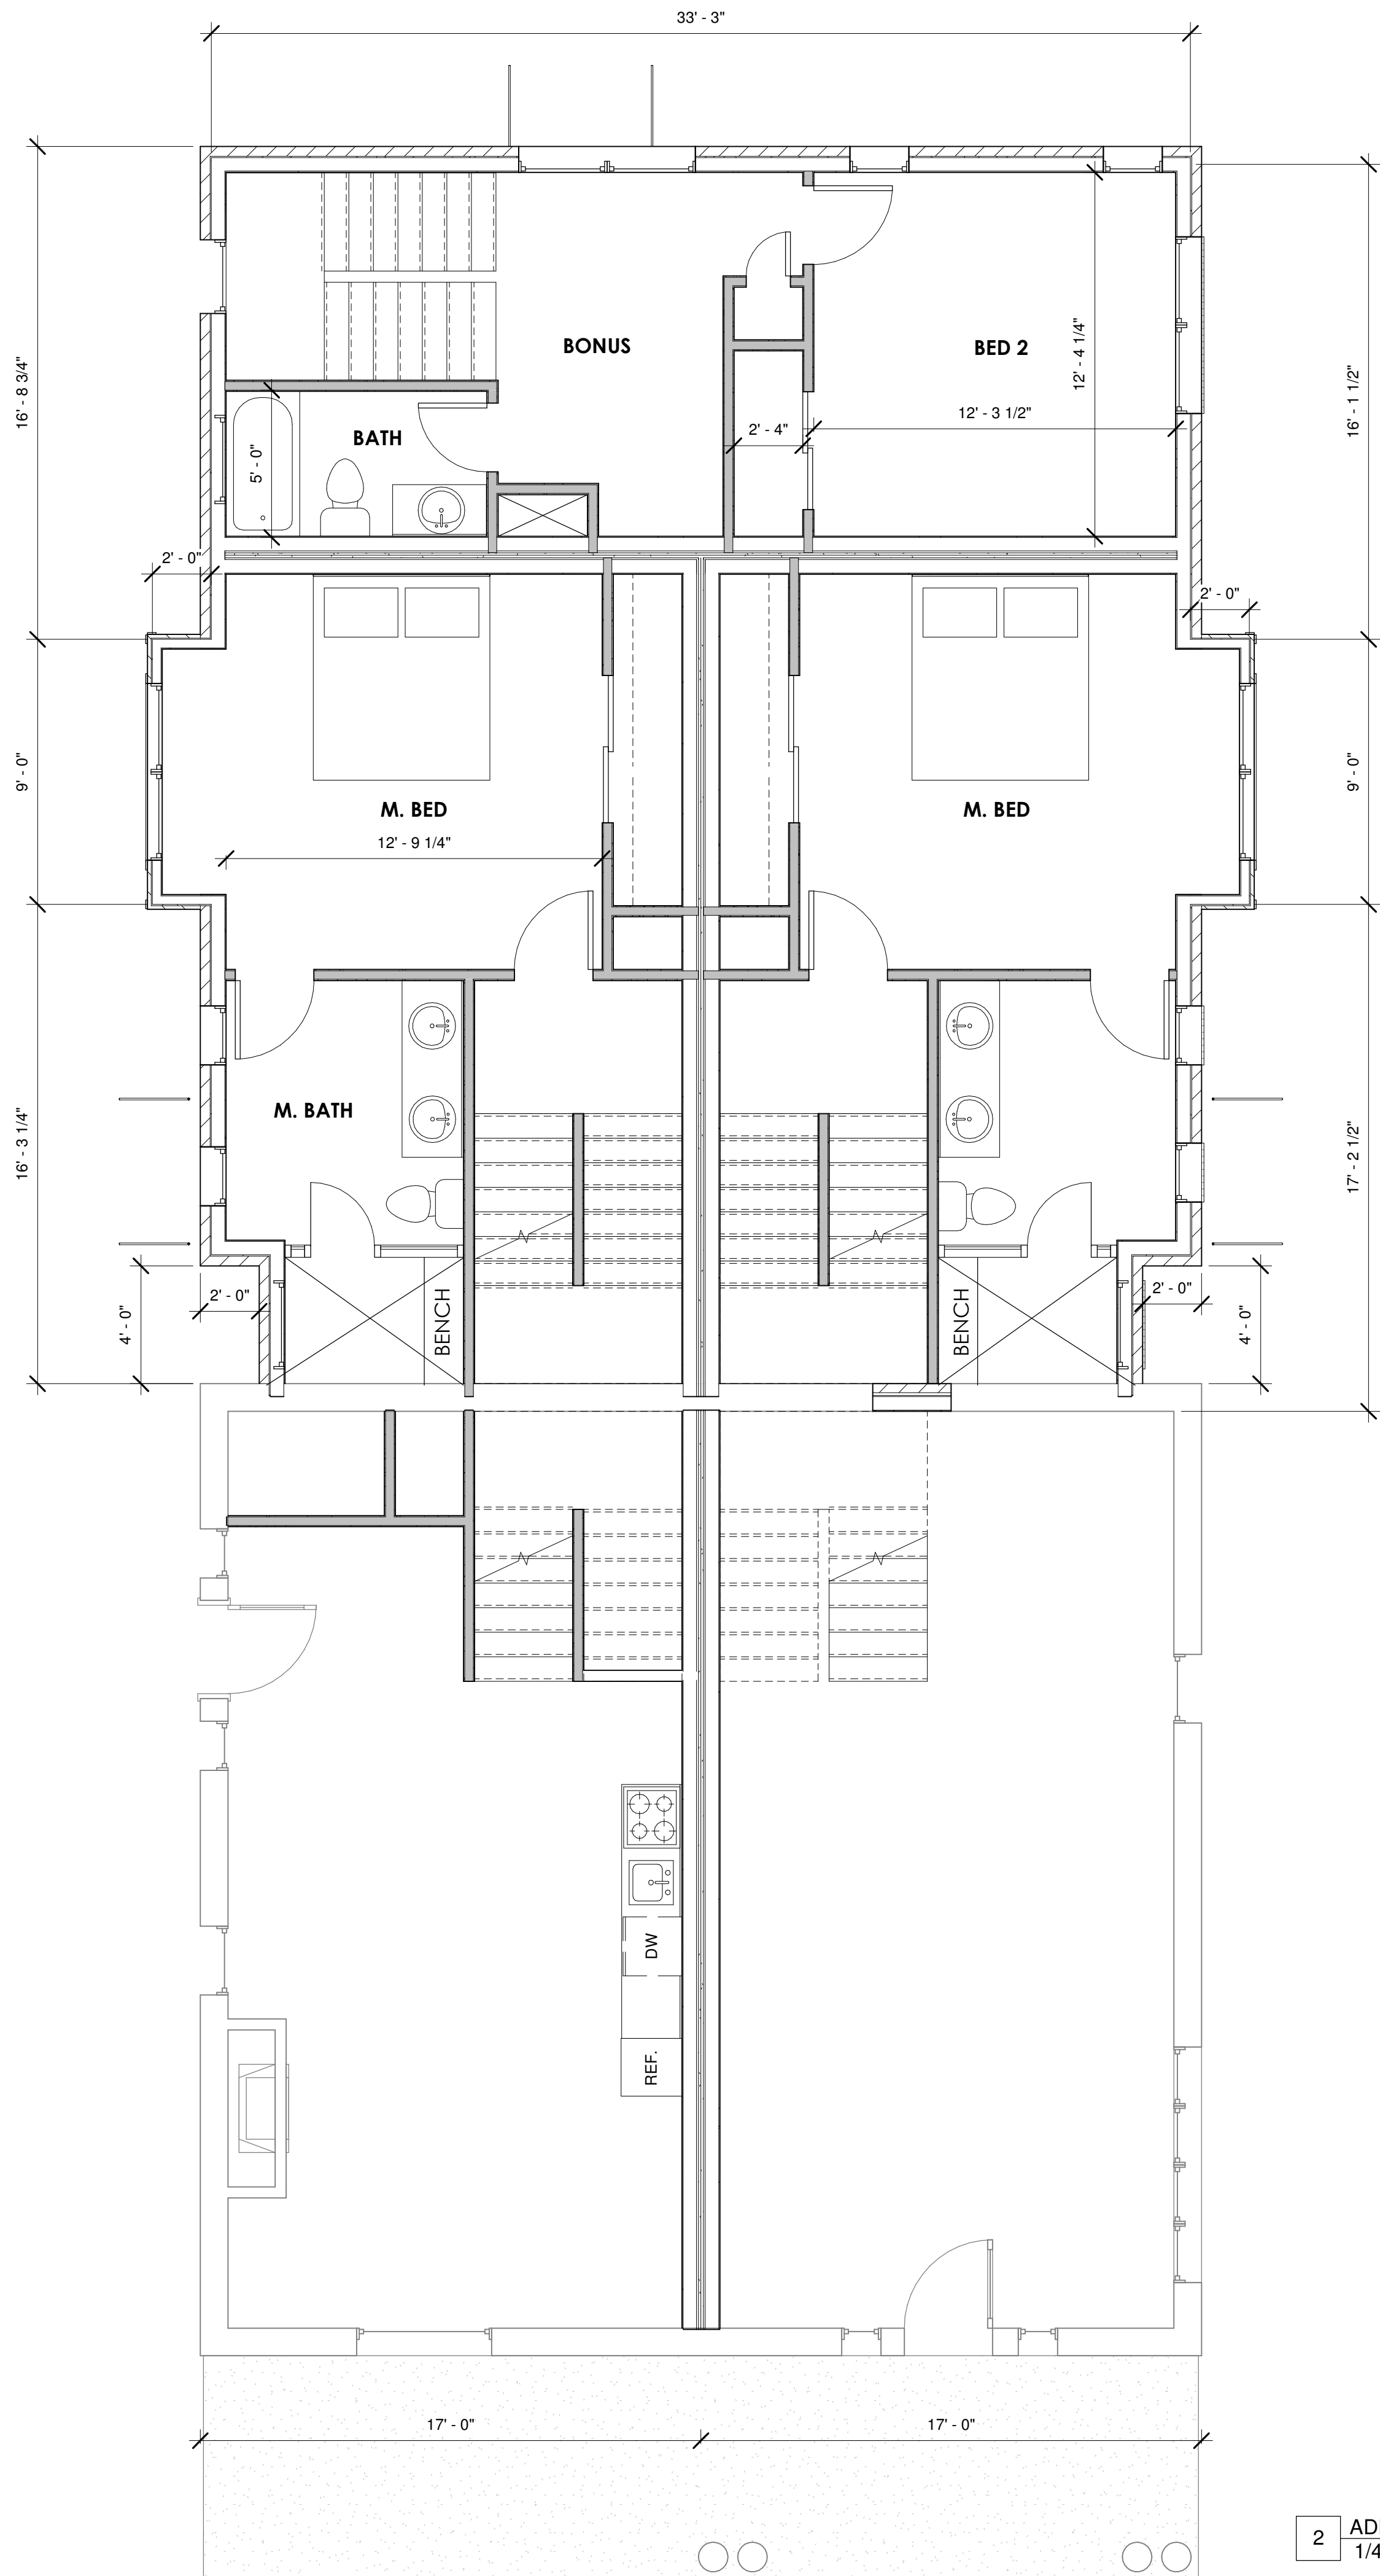 33' - 3"
16' - 8 3/4"
16' - 1 1/2"
BONUS
BED 2
12' - 4 1/4"
12' - 3 1/2"
2' - 4"
BATH
5' - 0"
2' - 0"
2' - 0"
9' - 0"
9' - 0"
M. BED
M. BED
12' - 9 1/4"
M. BATH
16' - 3 1/4"
17' - 2 1/2"
2' - 0"
4' - 0"
BENCH
BENCH
2' - 0"
4' - 0"
DW
REF.
17' - 0"
17' - 0"
2
AD
1/4